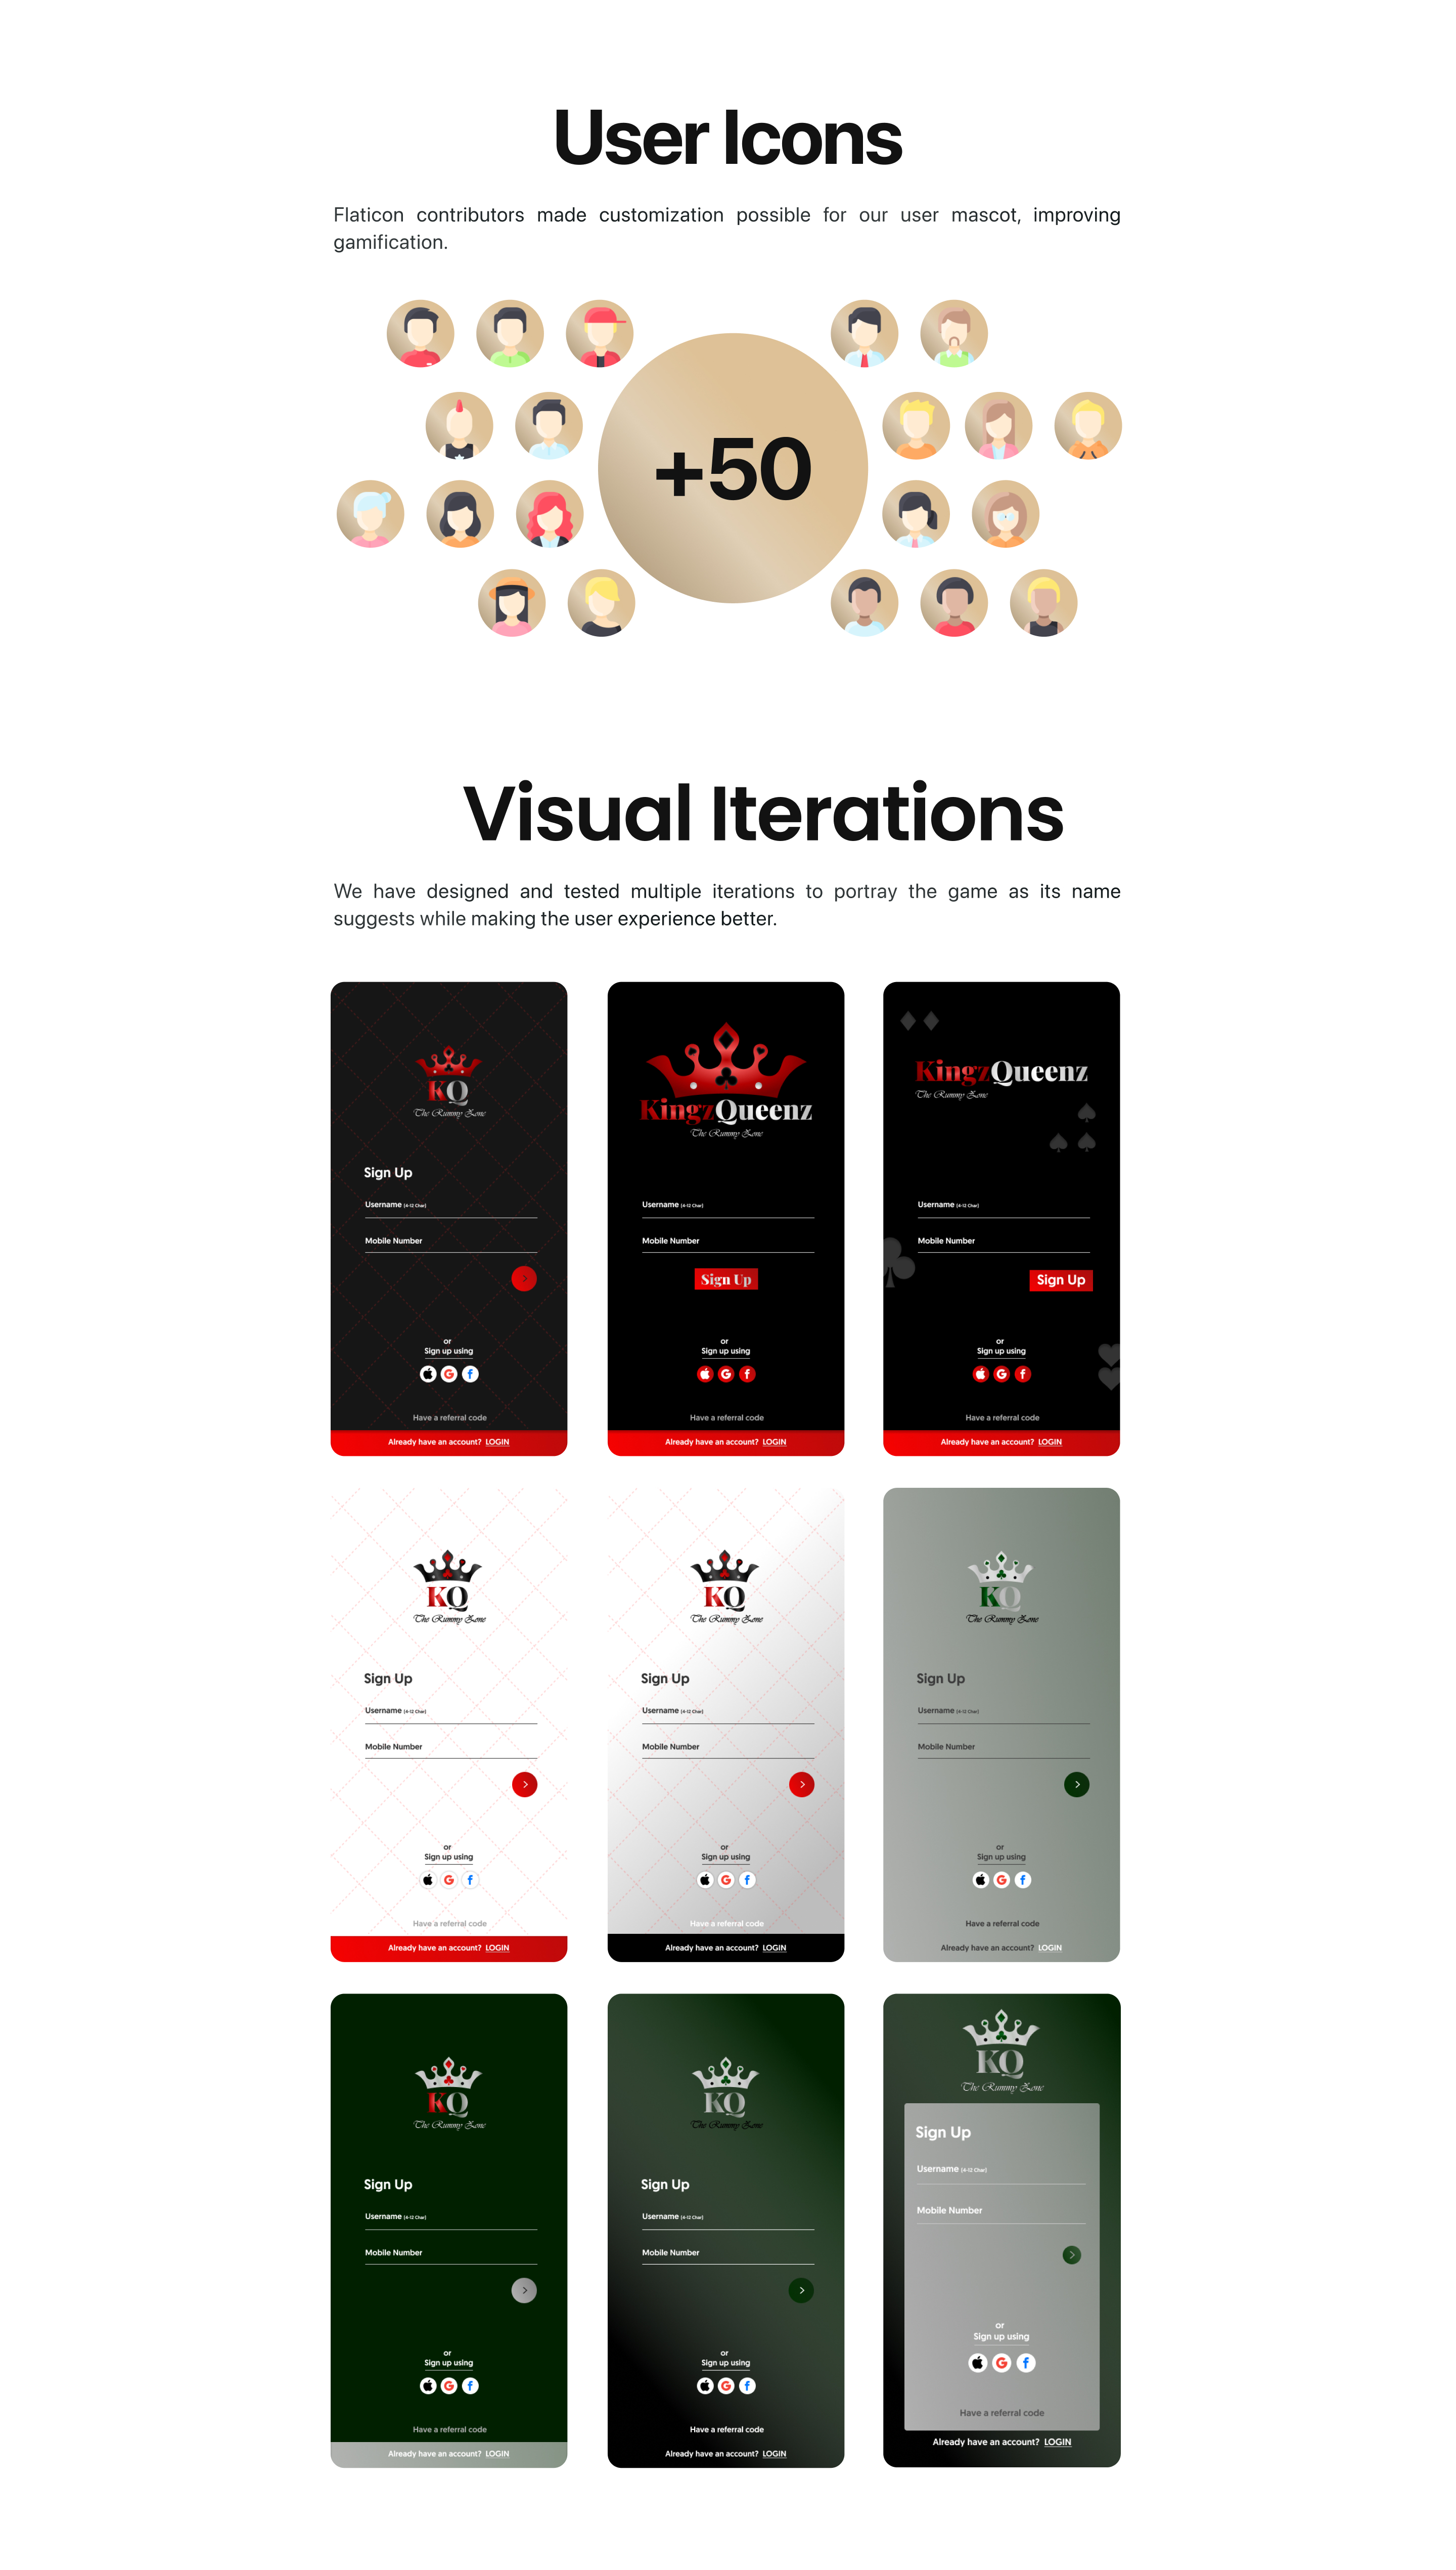 User Icons
Flaticon contributors made customization possible for our user mascot, improving
gamification.
+50
Visual Iterations
We have designed and tested multiple iterations to portray the game as its name
suggests while making the user experience better.
KQ
The Rummy Zone
Sign Up
Username (4-12 Char)
Mobile Number
or
Sign up using
Have a referral code
Already have an account? LOGIN
KingzQueenz
The Rummy Zone
Username (4-12 Char)
Mobile Number
Sign Up
or
Sign up using
Have a referral code
Already have an account? LOGIN
KingzQueenz
The Rummy Zone
Username (4-12 Char)
Mobile Number
Sign Up
or
Sign up using
Have a referral code
Already have an account? LOGIN
KQ
The Rummy Zone
Sign Up
Username (4-12 Char)
Mobile Number
or
Sign up using
Have a referral code
Already have an account? LOGIN
KQ
The Rummy Zone
Sign Up
Username (4-12 Char)
Mobile Number
or
Sign up using
Have a referral code
Already have an account? LOGIN
KQ
The Rummy Zone
Sign Up
Username (4-12 Char)
Mobile Number
or
Sign up using
Have a referral code
Already have an account? LOGIN
KQ
The Rummy Zone
Sign Up
Username (4-12 Char)
Mobile Number
or
Sign up using
Have a referral code
Already have an account? LOGIN
KQ
The Rummy Zone
Sign Up
Username (4-12 Char)
Mobile Number
or
Sign up using
Have a referral code
Already have an account? LOGIN
KQ
The Rummy Zone
Sign Up
Username (4-12 Char)
Mobile Number
or
Sign up using
Have a referral code
Already have an account? LOGIN